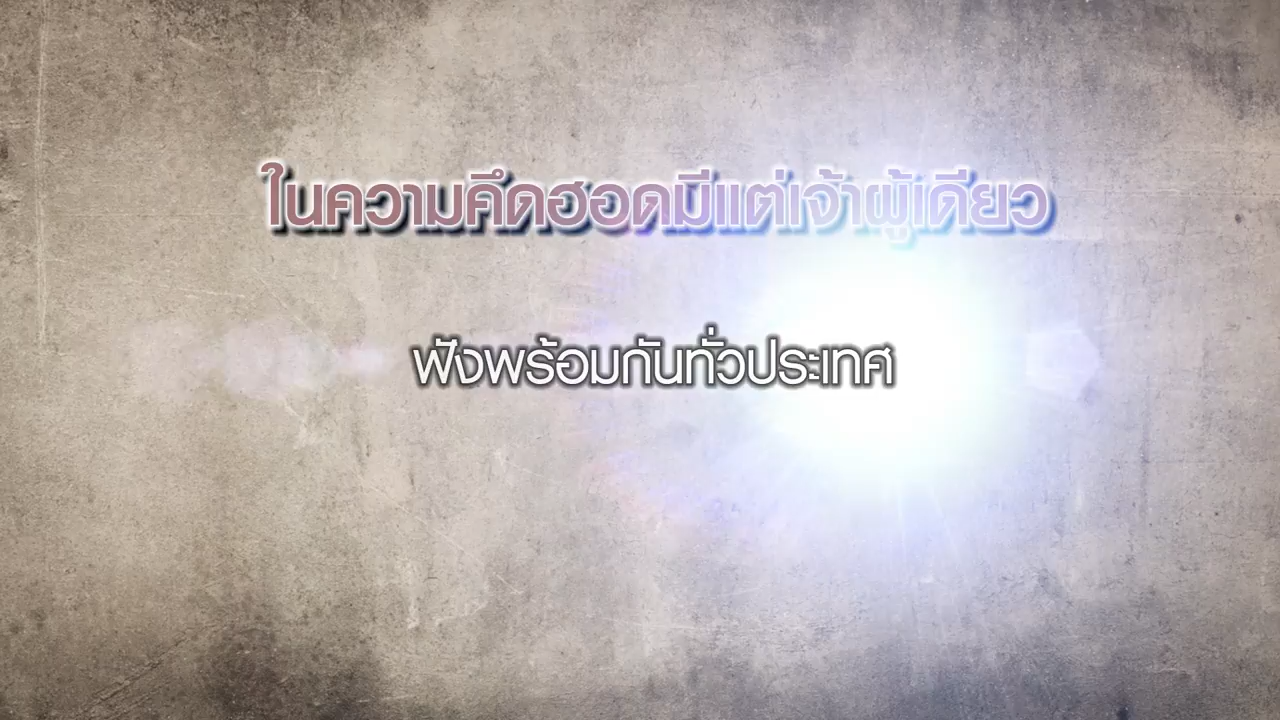 ในความคึดฮอดมีแต่เจ้าผู้เดียว
ฟังพร้อมกันทั่วประเทศ